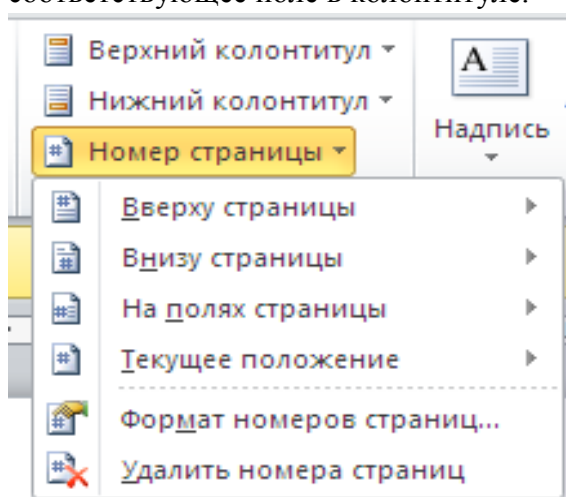 соответствующее поле в колонтитуле.
Верхний колонтитул
Нижний колонтитул
Номер страницы
A
Надпись
Вверху страницы
Внизу страницы
На полях страницы
Текущее положение
Формат номеров страниц...
Удалить номера страниц